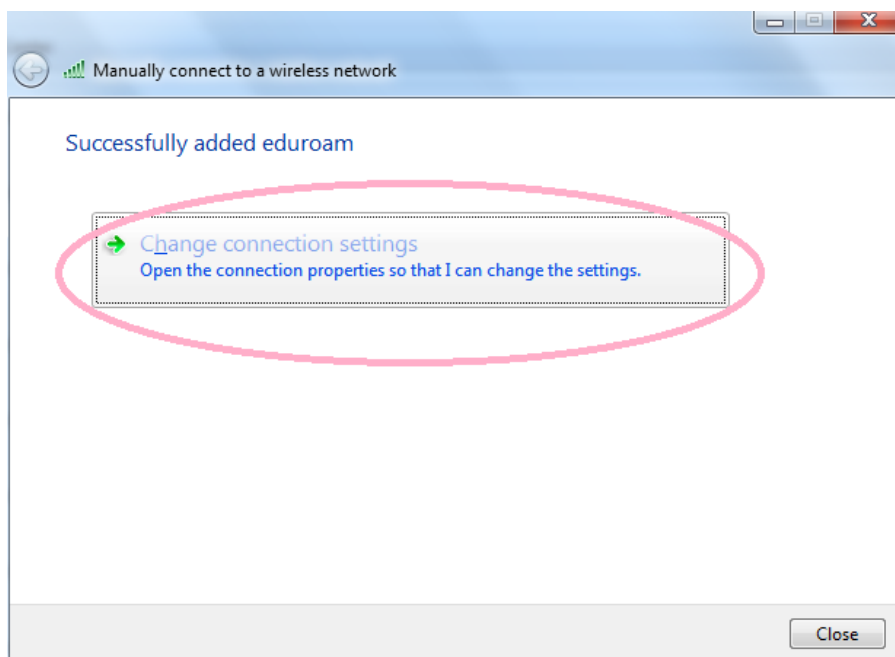 Manually connect to a wireless network
Successfully added eduroam
Change connection settings
Open the connection properties so that I can change the settings.
Close